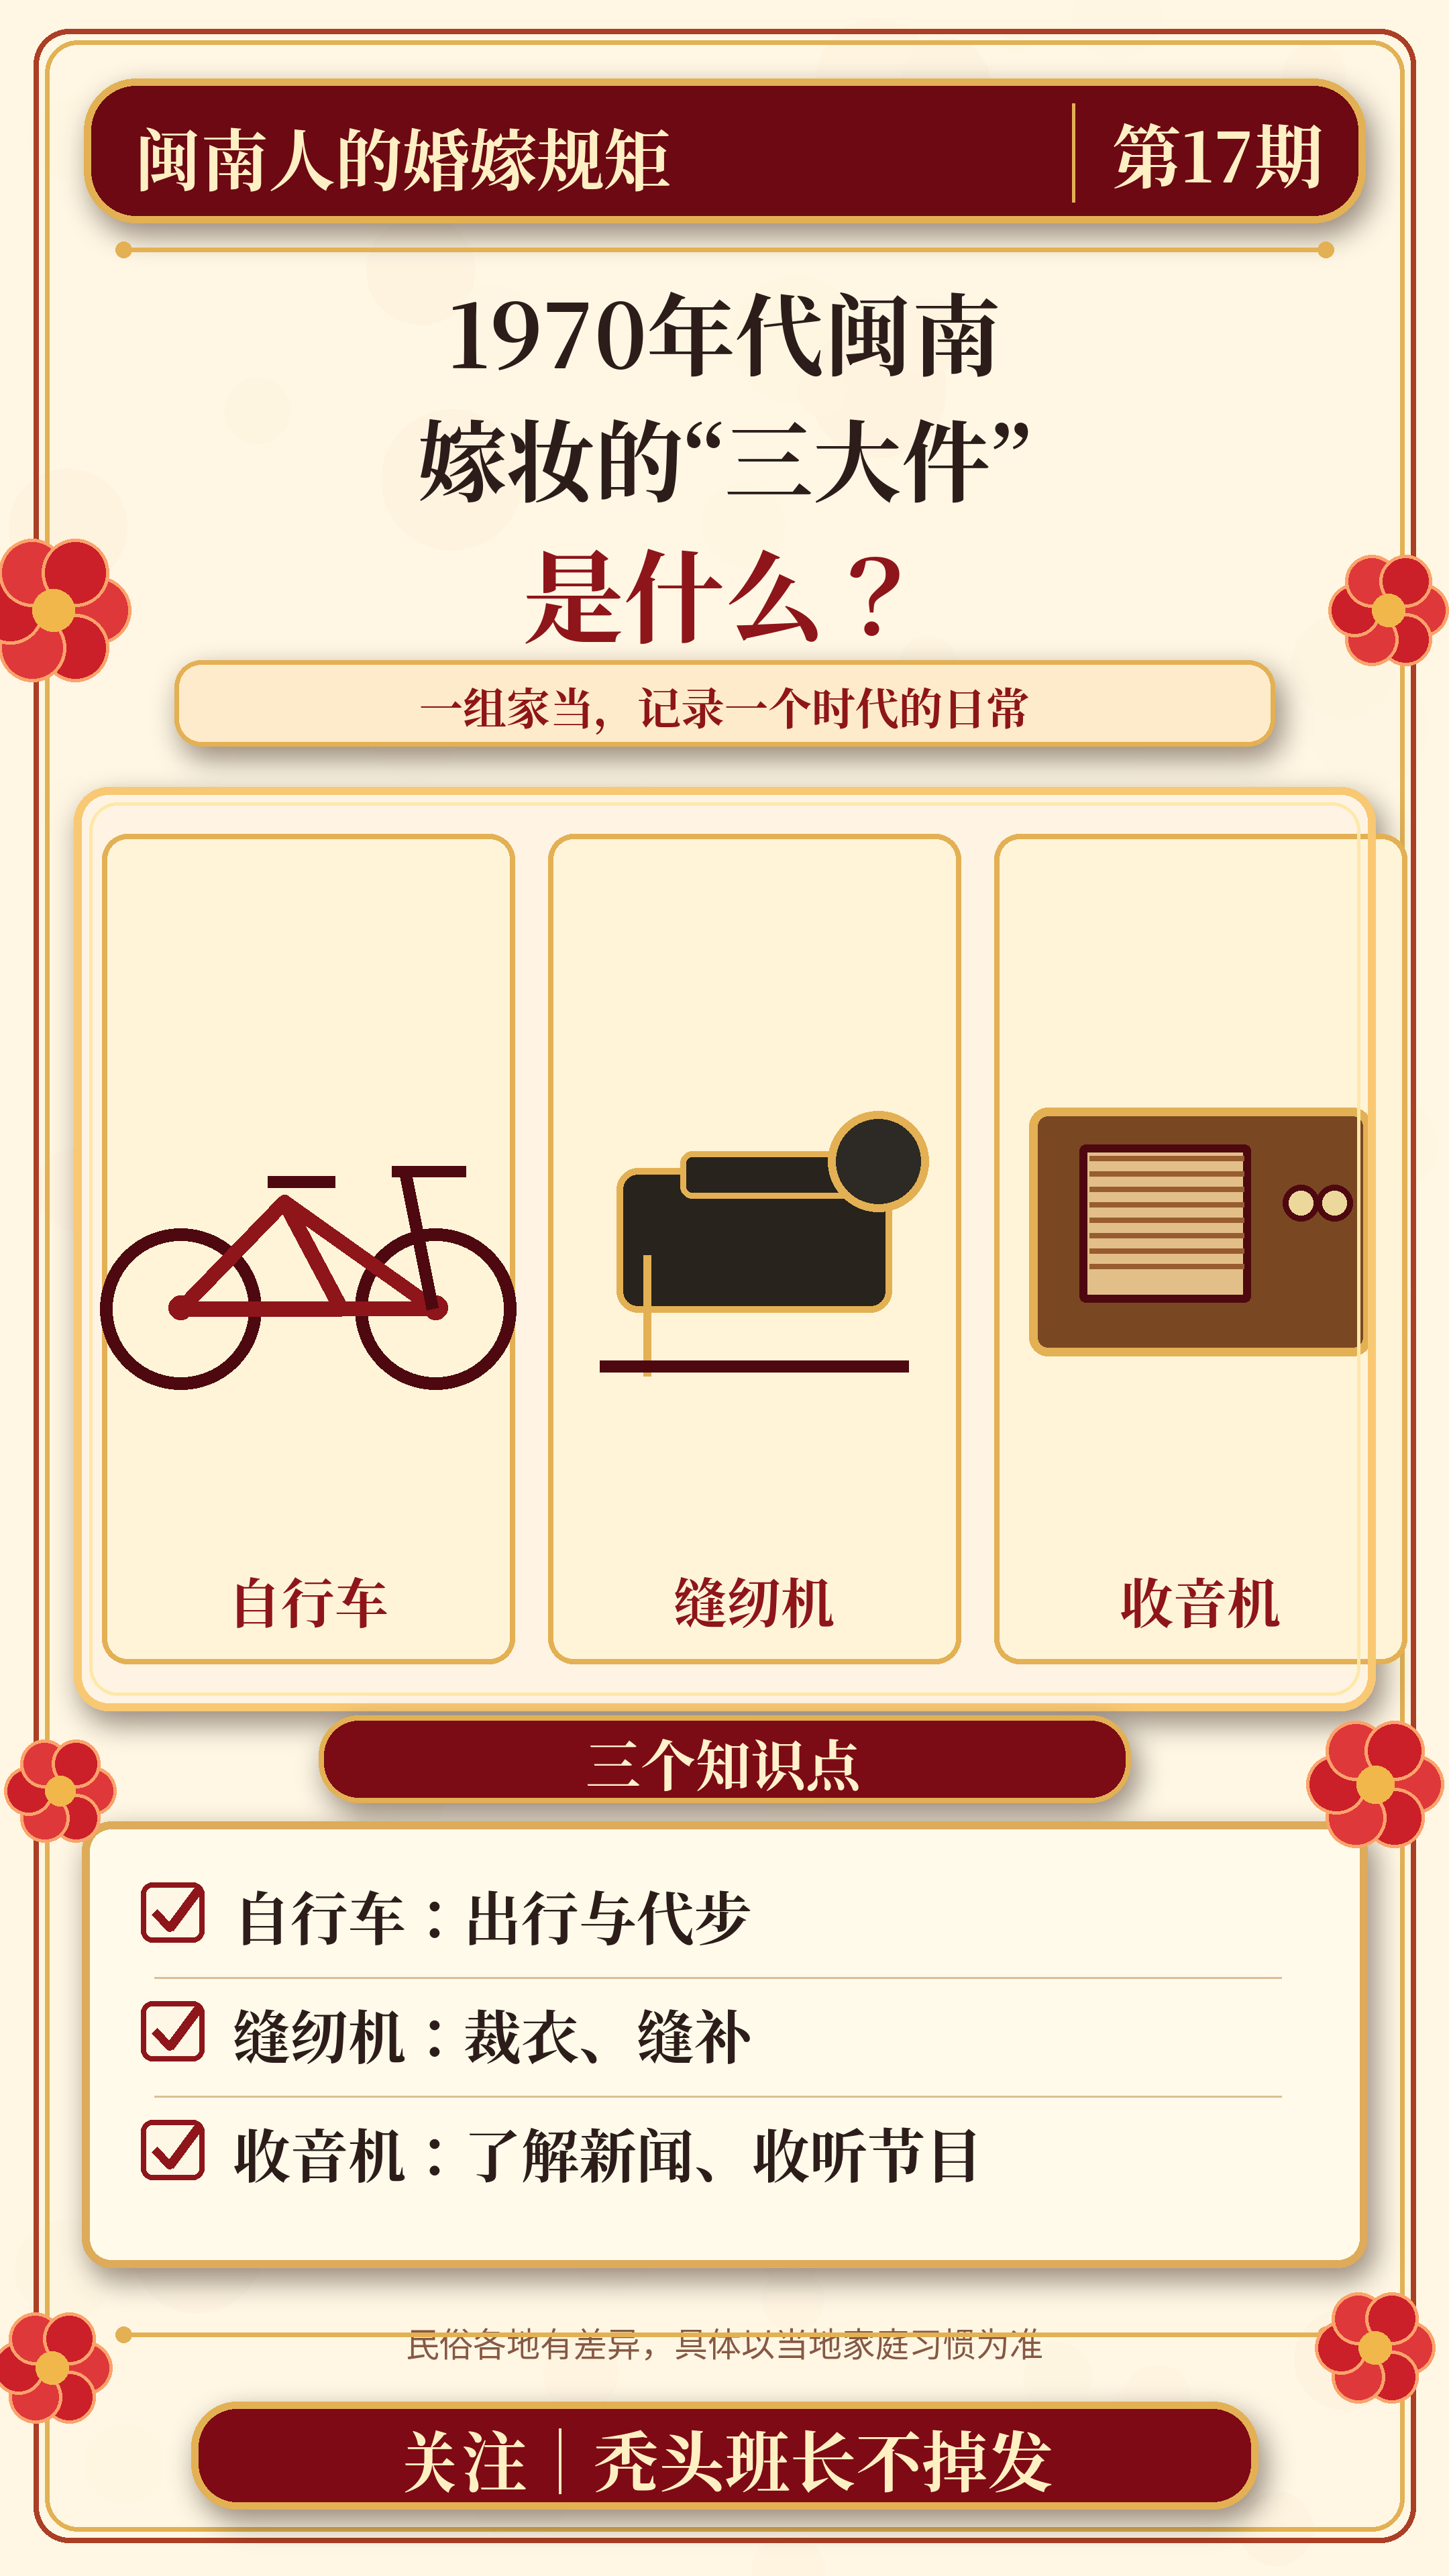 闽南人的婚嫁规矩
第17期
1970年代闽南
嫁妆的“三大件”
是什么？
一组家当，记录一个时代的日常
自行车
缝纫机
收音机
三个知识点
自行车：出行与代步
缝纫机：裁衣、缝补
收音机：了解新闻、收听节目
民俗各地有差异，具体以当地家庭习惯为准
关注｜秃头班长不掉发